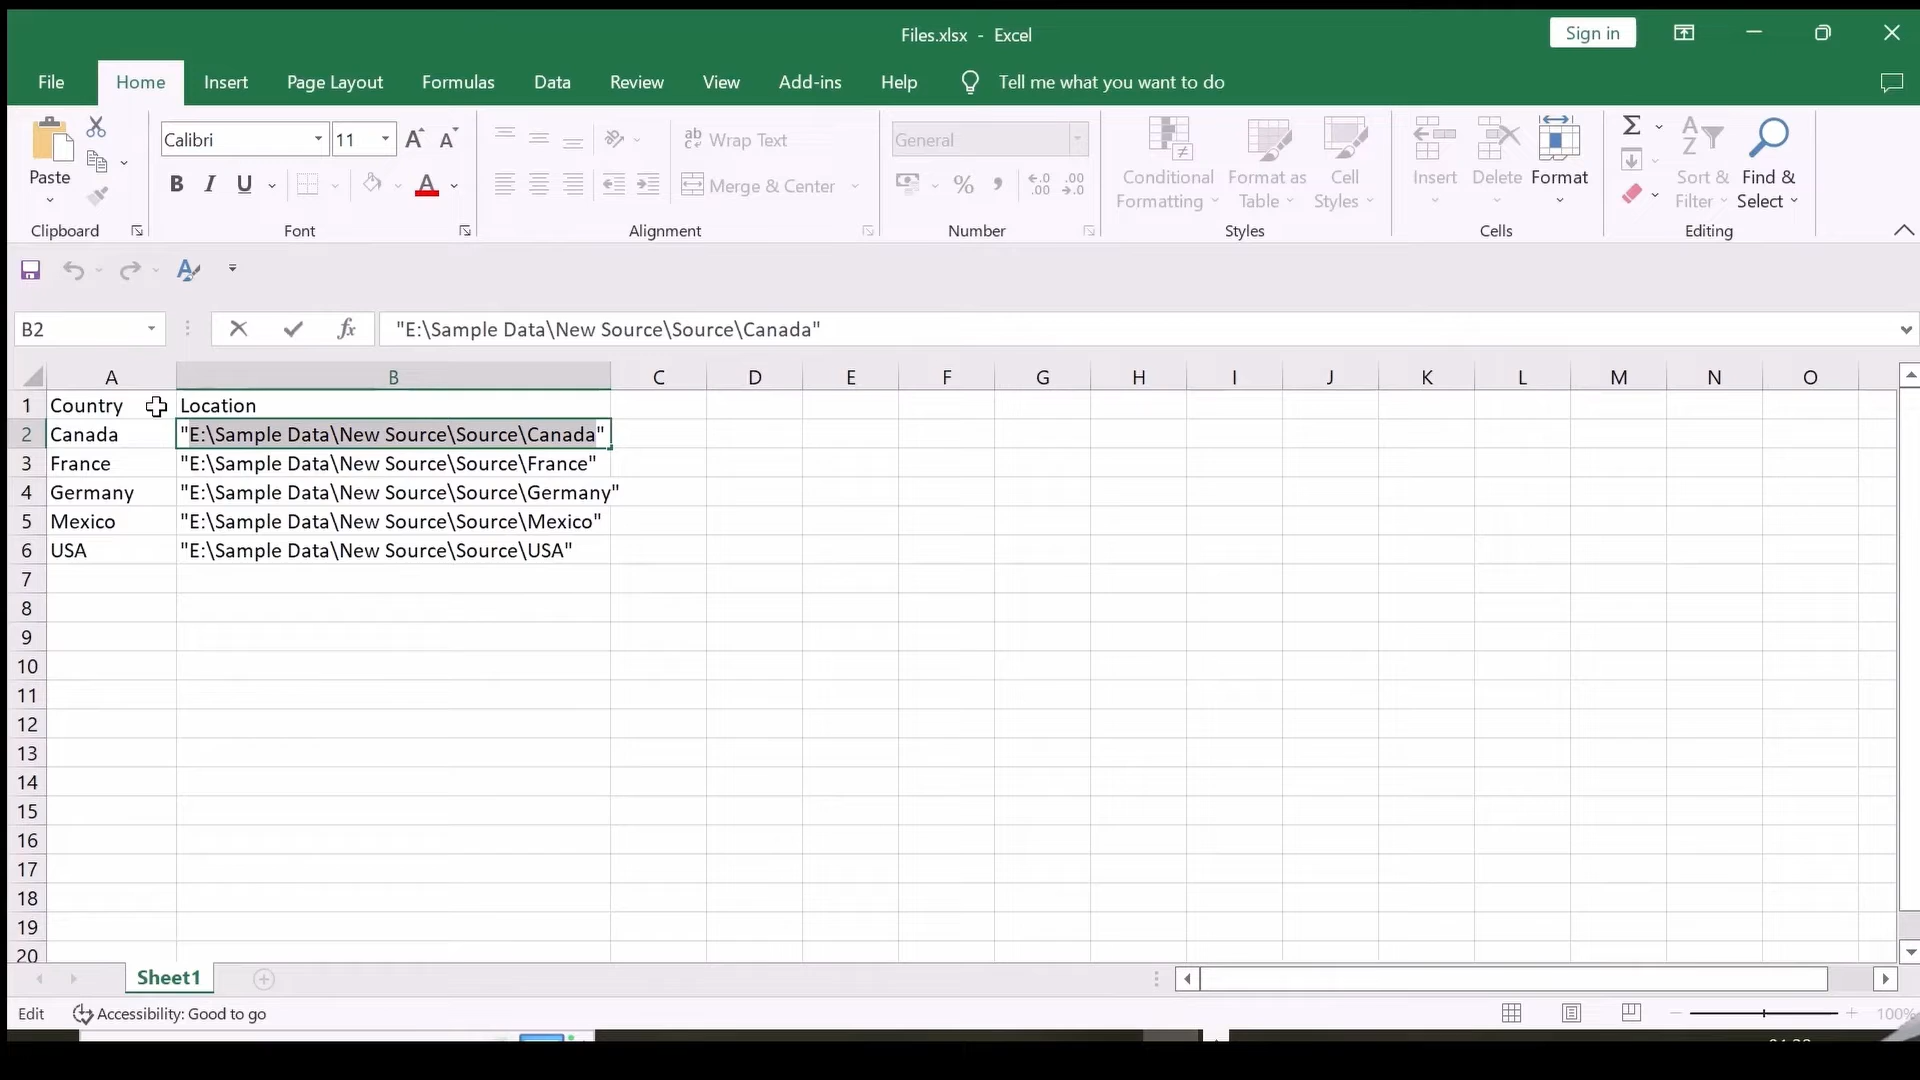 Files.xlsx - Excel
Sign in
File Home Insert Page Layout Formulas Data Review View Add-ins Help Tell me what you want to do
Calibri 11 A A ab Wrap Text General
Paste B I U A Merge & Center % , Conditional Formatting Format as Table Cell Styles Insert Delete Format Σ Sort & Filter Find & Select
Clipboard Font Alignment Number Styles Cells Editing
B2 fx "E:\Sample Data\New Source\Source\Canada"
A B C D E F G H I J K L M N O
1 Country Location
2 Canada "E:\Sample Data\New Source\Source\Canada"
3 France "E:\Sample Data\New Source\Source\France"
4 Germany "E:\Sample Data\New Source\Source\Germany"
5 Mexico "E:\Sample Data\New Source\Source\Mexico"
6 USA "E:\Sample Data\New Source\Source\USA"
7
8
9
10
11
12
13
14
15
16
17
18
19
20
Sheet1
Edit Accessibility: Good to go 100%